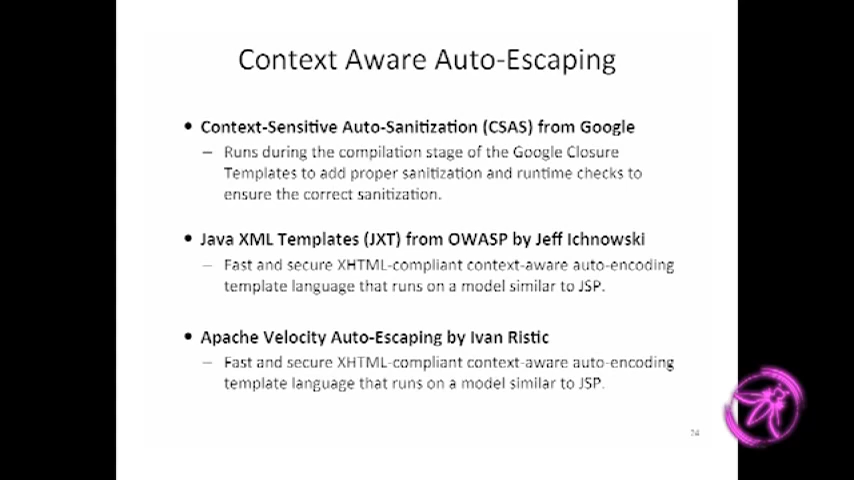 Context Aware Auto-Escaping
• Context-Sensitive Auto-Sanitization (CSAS) from Google
– Runs during the compilation stage of the Google Closure
Templates to add proper sanitization and runtime checks to
ensure the correct sanitization.
• Java XML Templates (JXT) from OWASP by Jeff Ichnowski
– Fast and secure XHTML-compliant context-aware auto-encoding
template language that runs on a model similar to JSP.
• Apache Velocity Auto-Escaping by Ivan Ristic
– Fast and secure XHTML-compliant context-aware auto-encoding
template language that runs on a model similar to JSP.